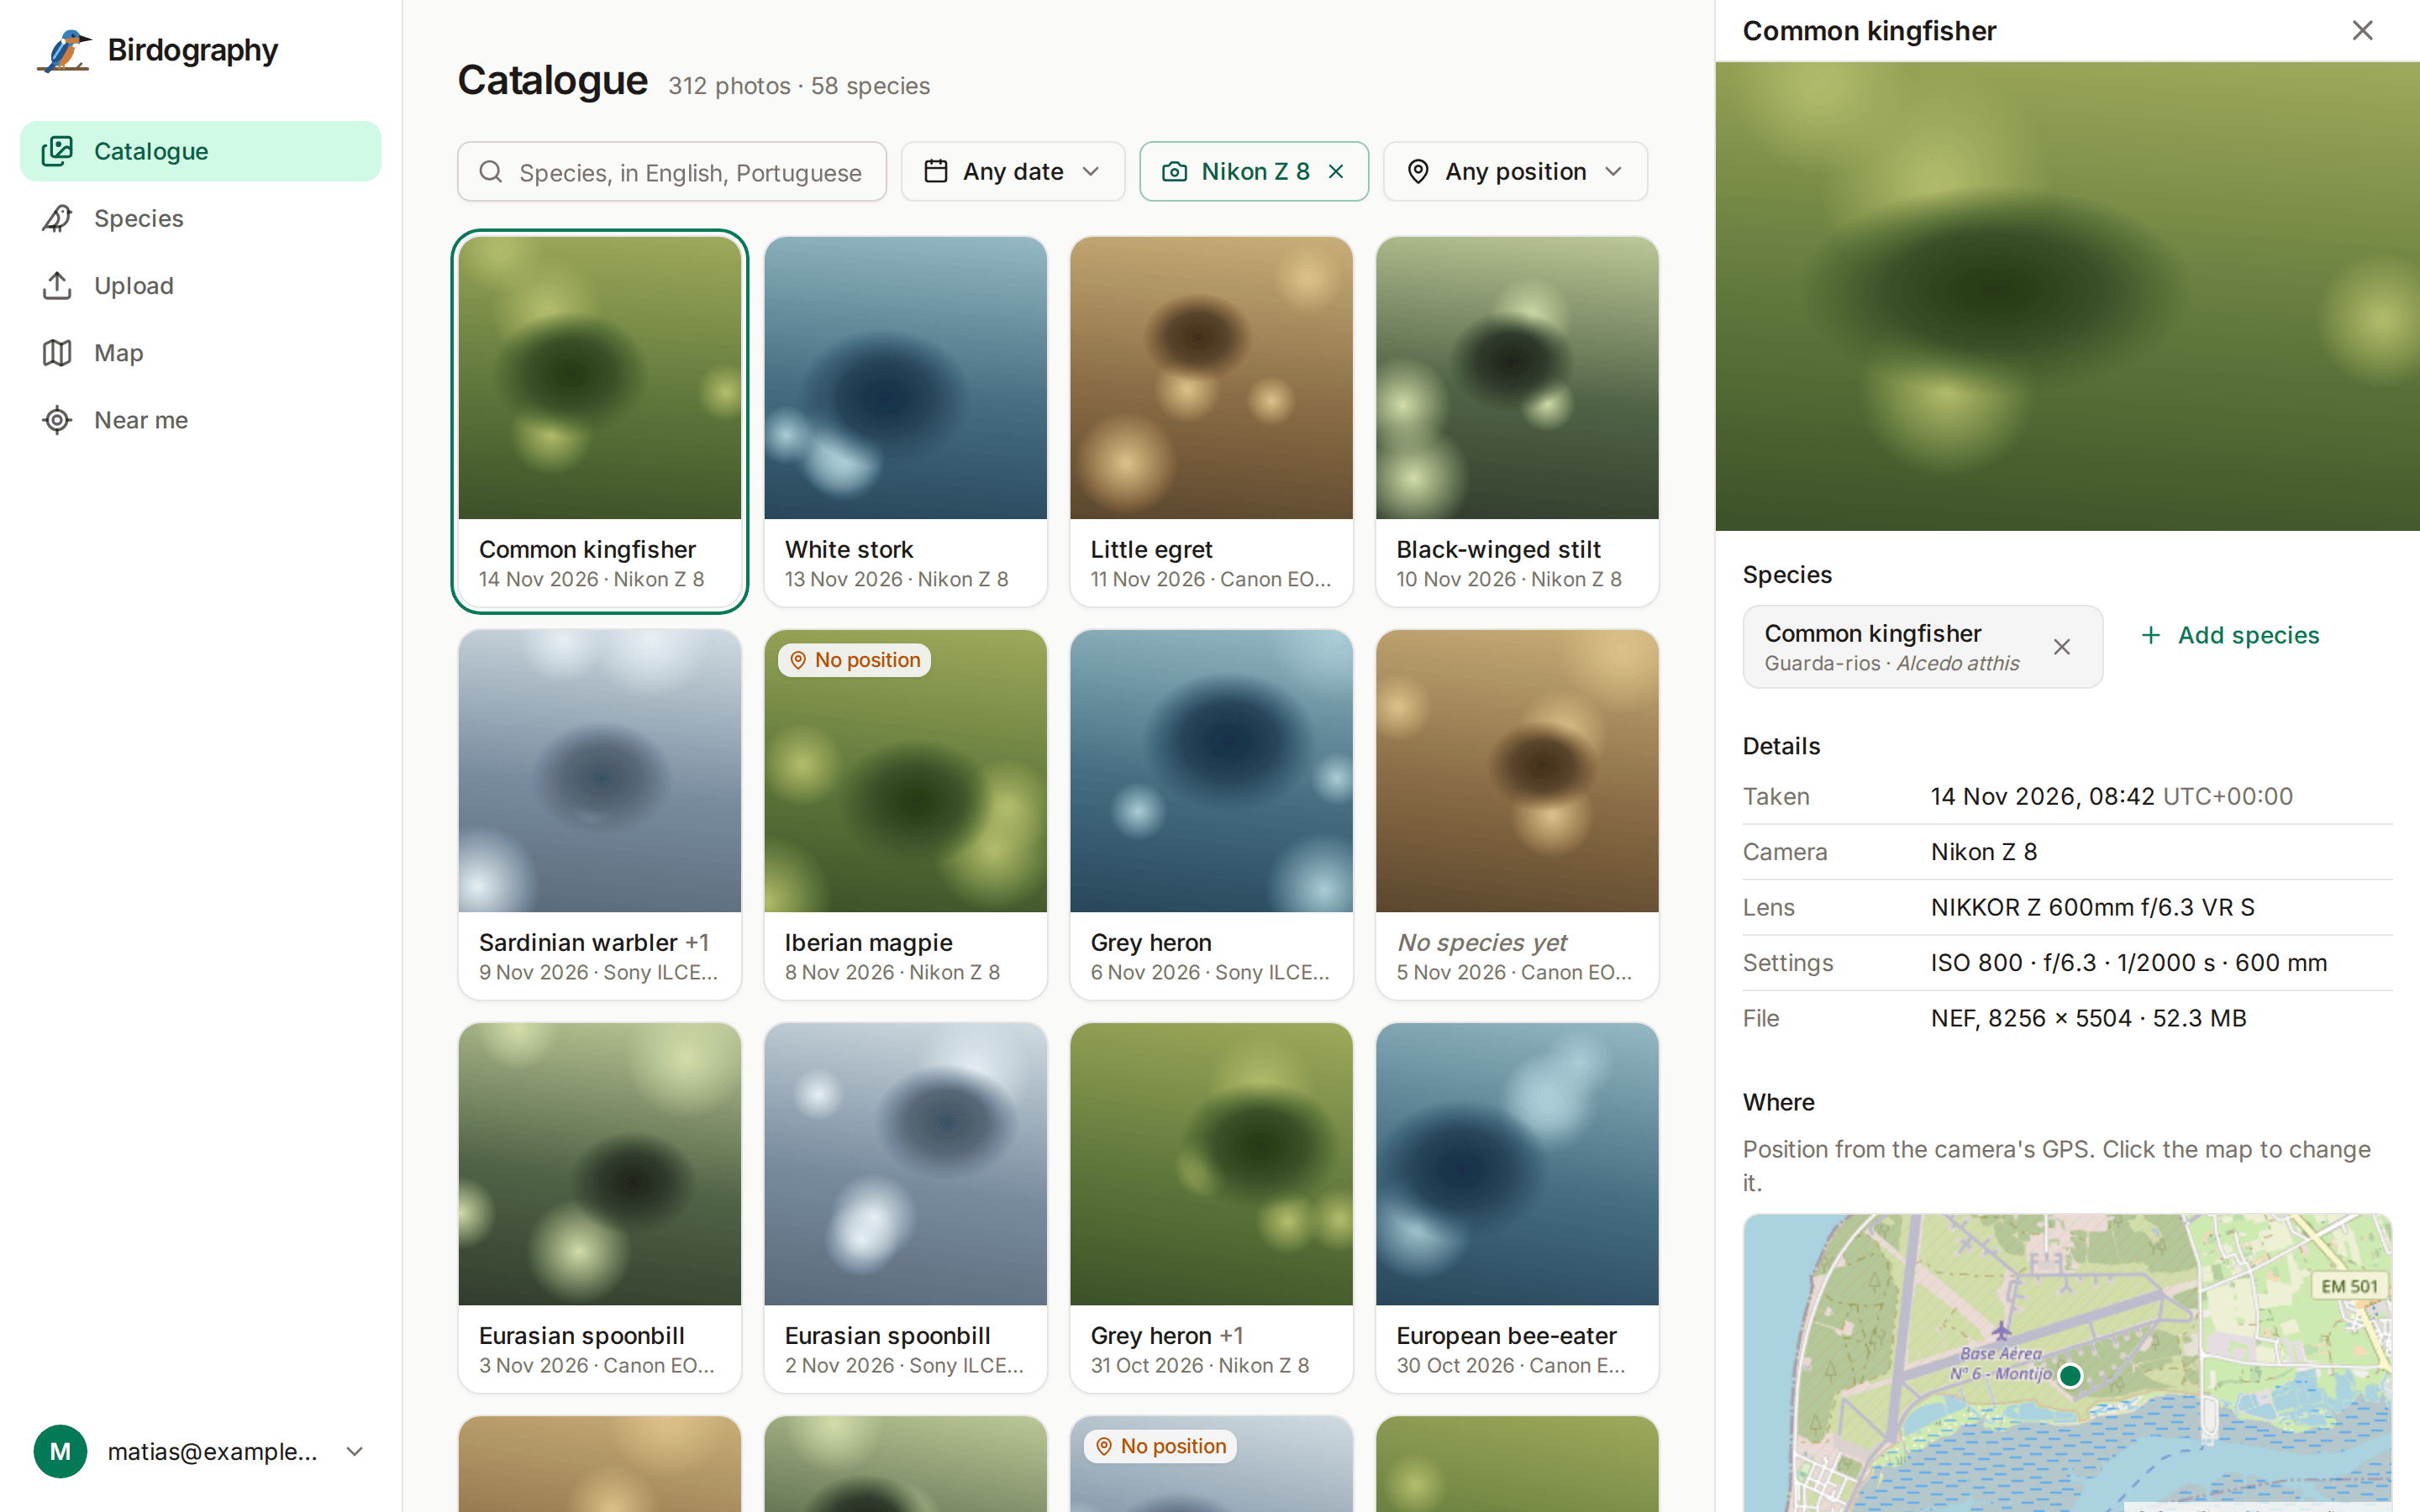 Birdography
Catalogue
Species
Upload
Map
Near me
M
matias@example...
Catalogue
312 photos · 58 species
Species, in English, Portuguese
Any date
Nikon Z 8
Any position
Common kingfisher
14 Nov 2026 · Nikon Z 8
White stork
13 Nov 2026 · Nikon Z 8
Little egret
11 Nov 2026 · Canon EO...
Black-winged stilt
10 Nov 2026 · Nikon Z 8
Sardinian warbler +1
9 Nov 2026 · Sony ILCE...
No position
Iberian magpie
8 Nov 2026 · Nikon Z 8
Grey heron
6 Nov 2026 · Sony ILCE...
No species yet
5 Nov 2026 · Canon EO...
Eurasian spoonbill
3 Nov 2026 · Canon EO...
Eurasian spoonbill
2 Nov 2026 · Sony ILCE...
Grey heron +1
31 Oct 2026 · Nikon Z 8
European bee-eater
30 Oct 2026 · Canon E...
No position
Common kingfisher
Species
Common kingfisher
Guarda-rios · Alcedo atthis
Add species
Details
Taken 14 Nov 2026, 08:42 UTC+00:00
Camera Nikon Z 8
Lens NIKKOR Z 600mm f/6.3 VR S
Settings ISO 800 · f/6.3 · 1/2000 s · 600 mm
File NEF, 8256 × 5504 · 52.3 MB
Where
Position from the camera's GPS. Click the map to change
it.
EM 501
Base Aérea
Nº 6 - Montijo